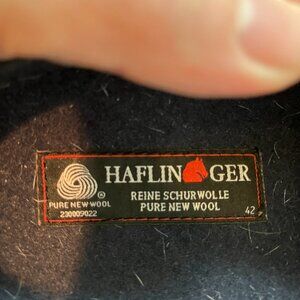 HAFLINGER
REINE SCHURWOLLE
PURE NEW WOOL
42
®
PURE NEW WOOL
230009022